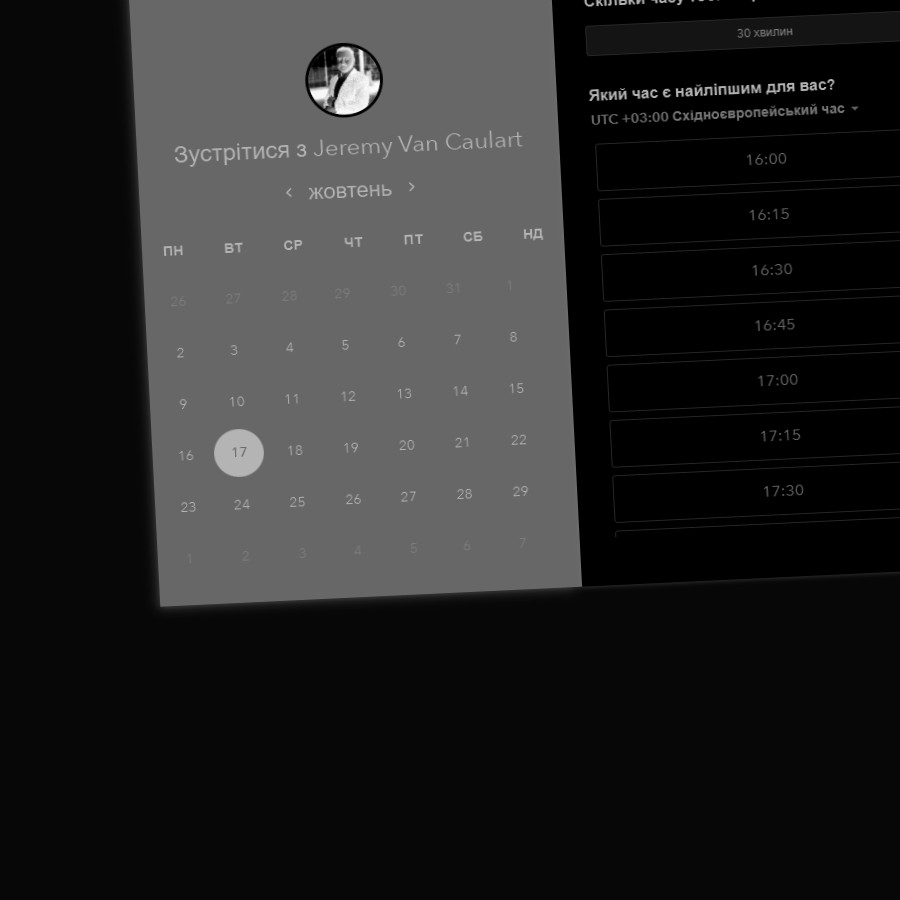 Зустрітися з Jeremy Van Caulart
жовтень
ПН ВТ СР ЧТ ПТ СБ НД
26 27 28 29 30 31 1
2 3 4 5 6 7 8
9 10 11 12 13 14 15
16 17 18 19 20 21 22
23 24 25 26 27 28 29
1 2 3 4 5 6 7
Скільки часу
30 хвилин
Який час є найліпшим для вас?
UTC +03:00 Східноєвропейський час
16:00
16:15
16:30
16:45
17:00
17:15
17:30